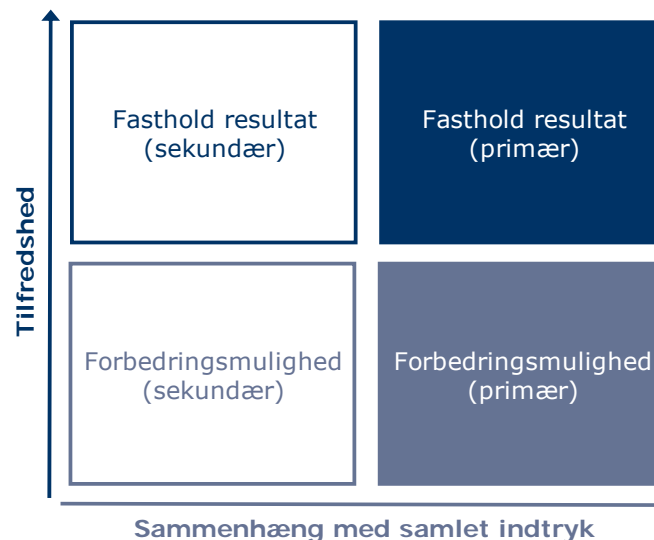 Fasthold resultat
(sekundær)
Fasthold resultat
(primær)
Tilfredshed
Forbedringsmulighed
(sekundær)
Forbedringsmulighed
(primær)
Sammenhæng med samlet indtryk